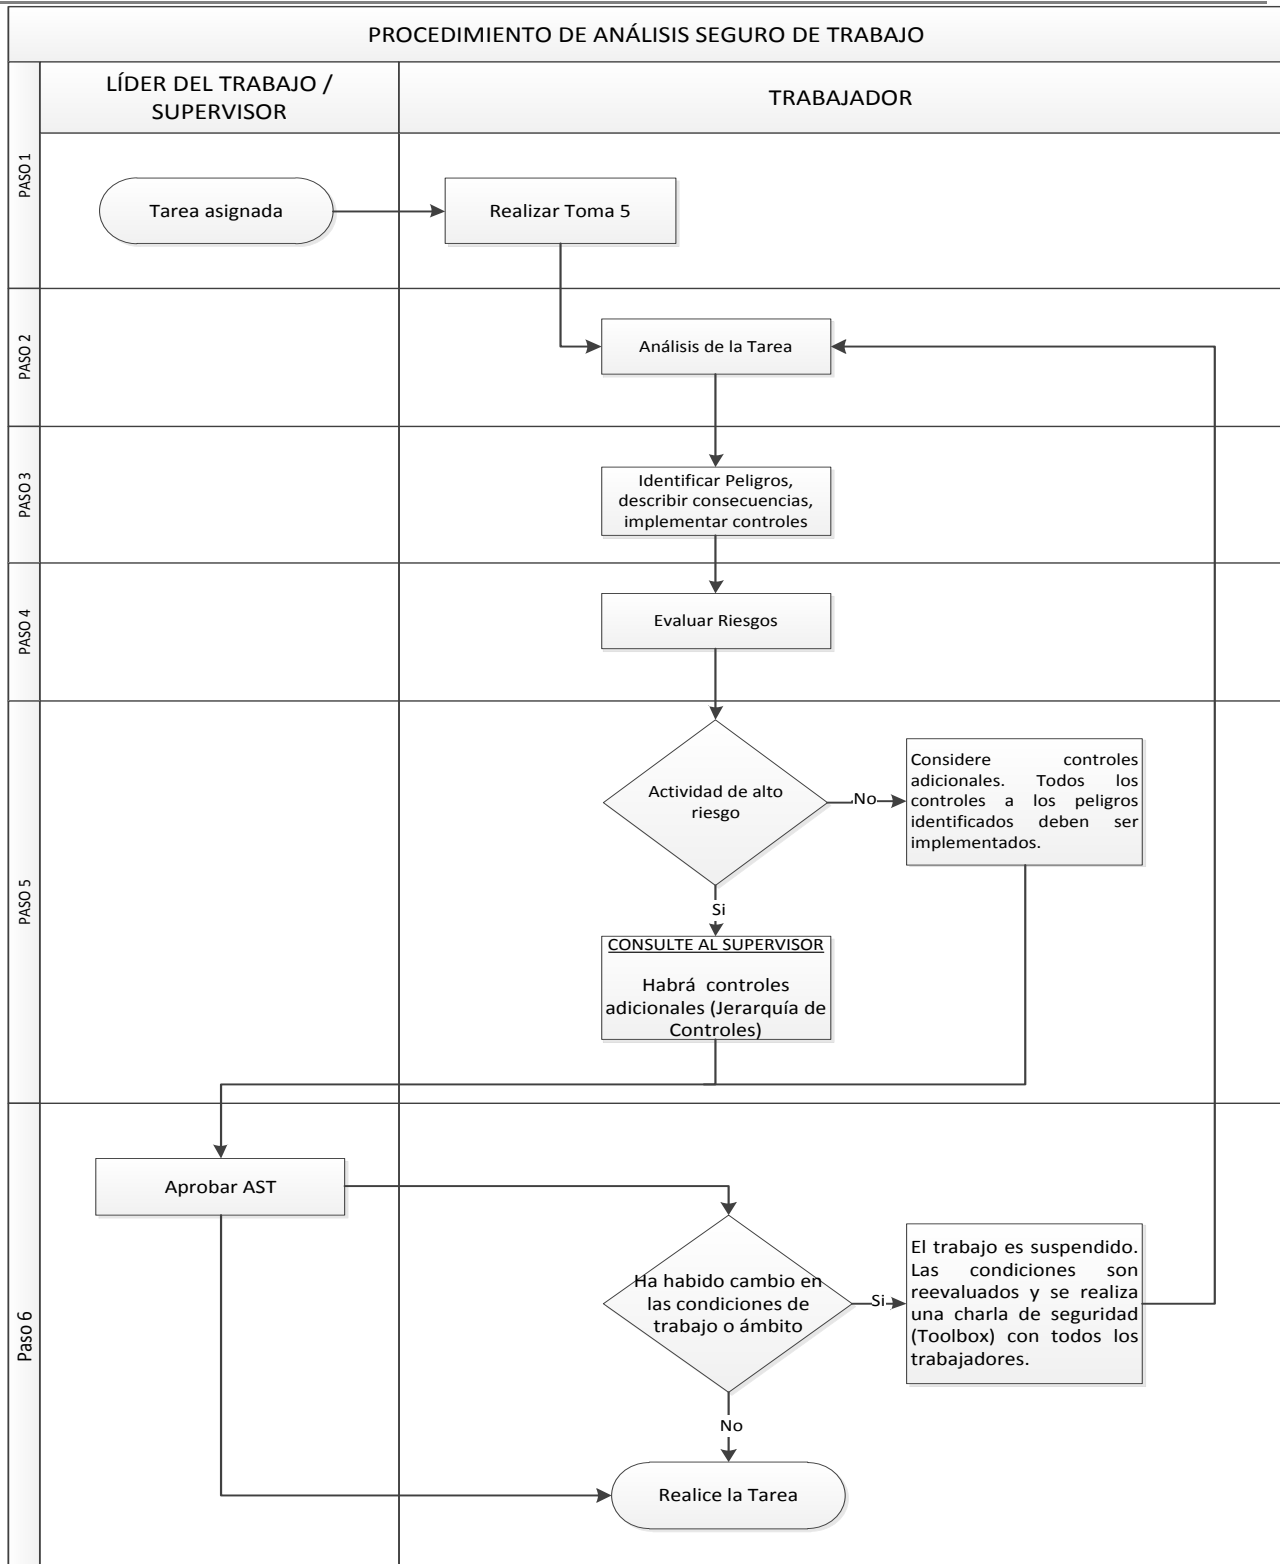 PROCEDIMIENTO DE ANÁLISIS SEGURO DE TRABAJO
LÍDER DEL TRABAJO /
SUPERVISOR
TRABAJADOR
PASO 1
Tarea asignada
Realizar Toma 5
PASO 2
Análisis de la Tarea
PASO 3
Identificar Peligros,
describir consecuencias,
implementar controles
PASO 4
Evaluar Riesgos
PASO 5
Actividad de alto
riesgo
No
Considere controles
adicionales. Todos los
controles a los peligros
identificados deben ser
implementados.
Si
CONSULTE AL SUPERVISOR
Habrá controles
adicionales (Jerarquía de
Controles)
Paso 6
Aprobar AST
Ha habido cambio en
las condiciones de
trabajo o ámbito
Si
El trabajo es suspendido.
Las condiciones son
reevaluados y se realiza
una charla de seguridad
(Toolbox) con todos los
trabajadores.
No
Realice la Tarea